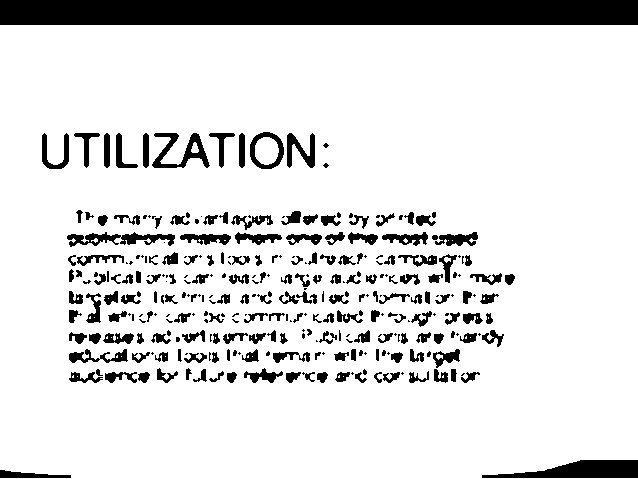 UTILIZATION:
The many advantages offered by printed
publications make them one of the most used
communications tools in outreach campaigns
Publications can reach large audiences with more
targeted technical and detailed information than
that which can be communicated through press
releases advertisements Publications are handy
educational tools that remain with the target
audience for future reference and consultation